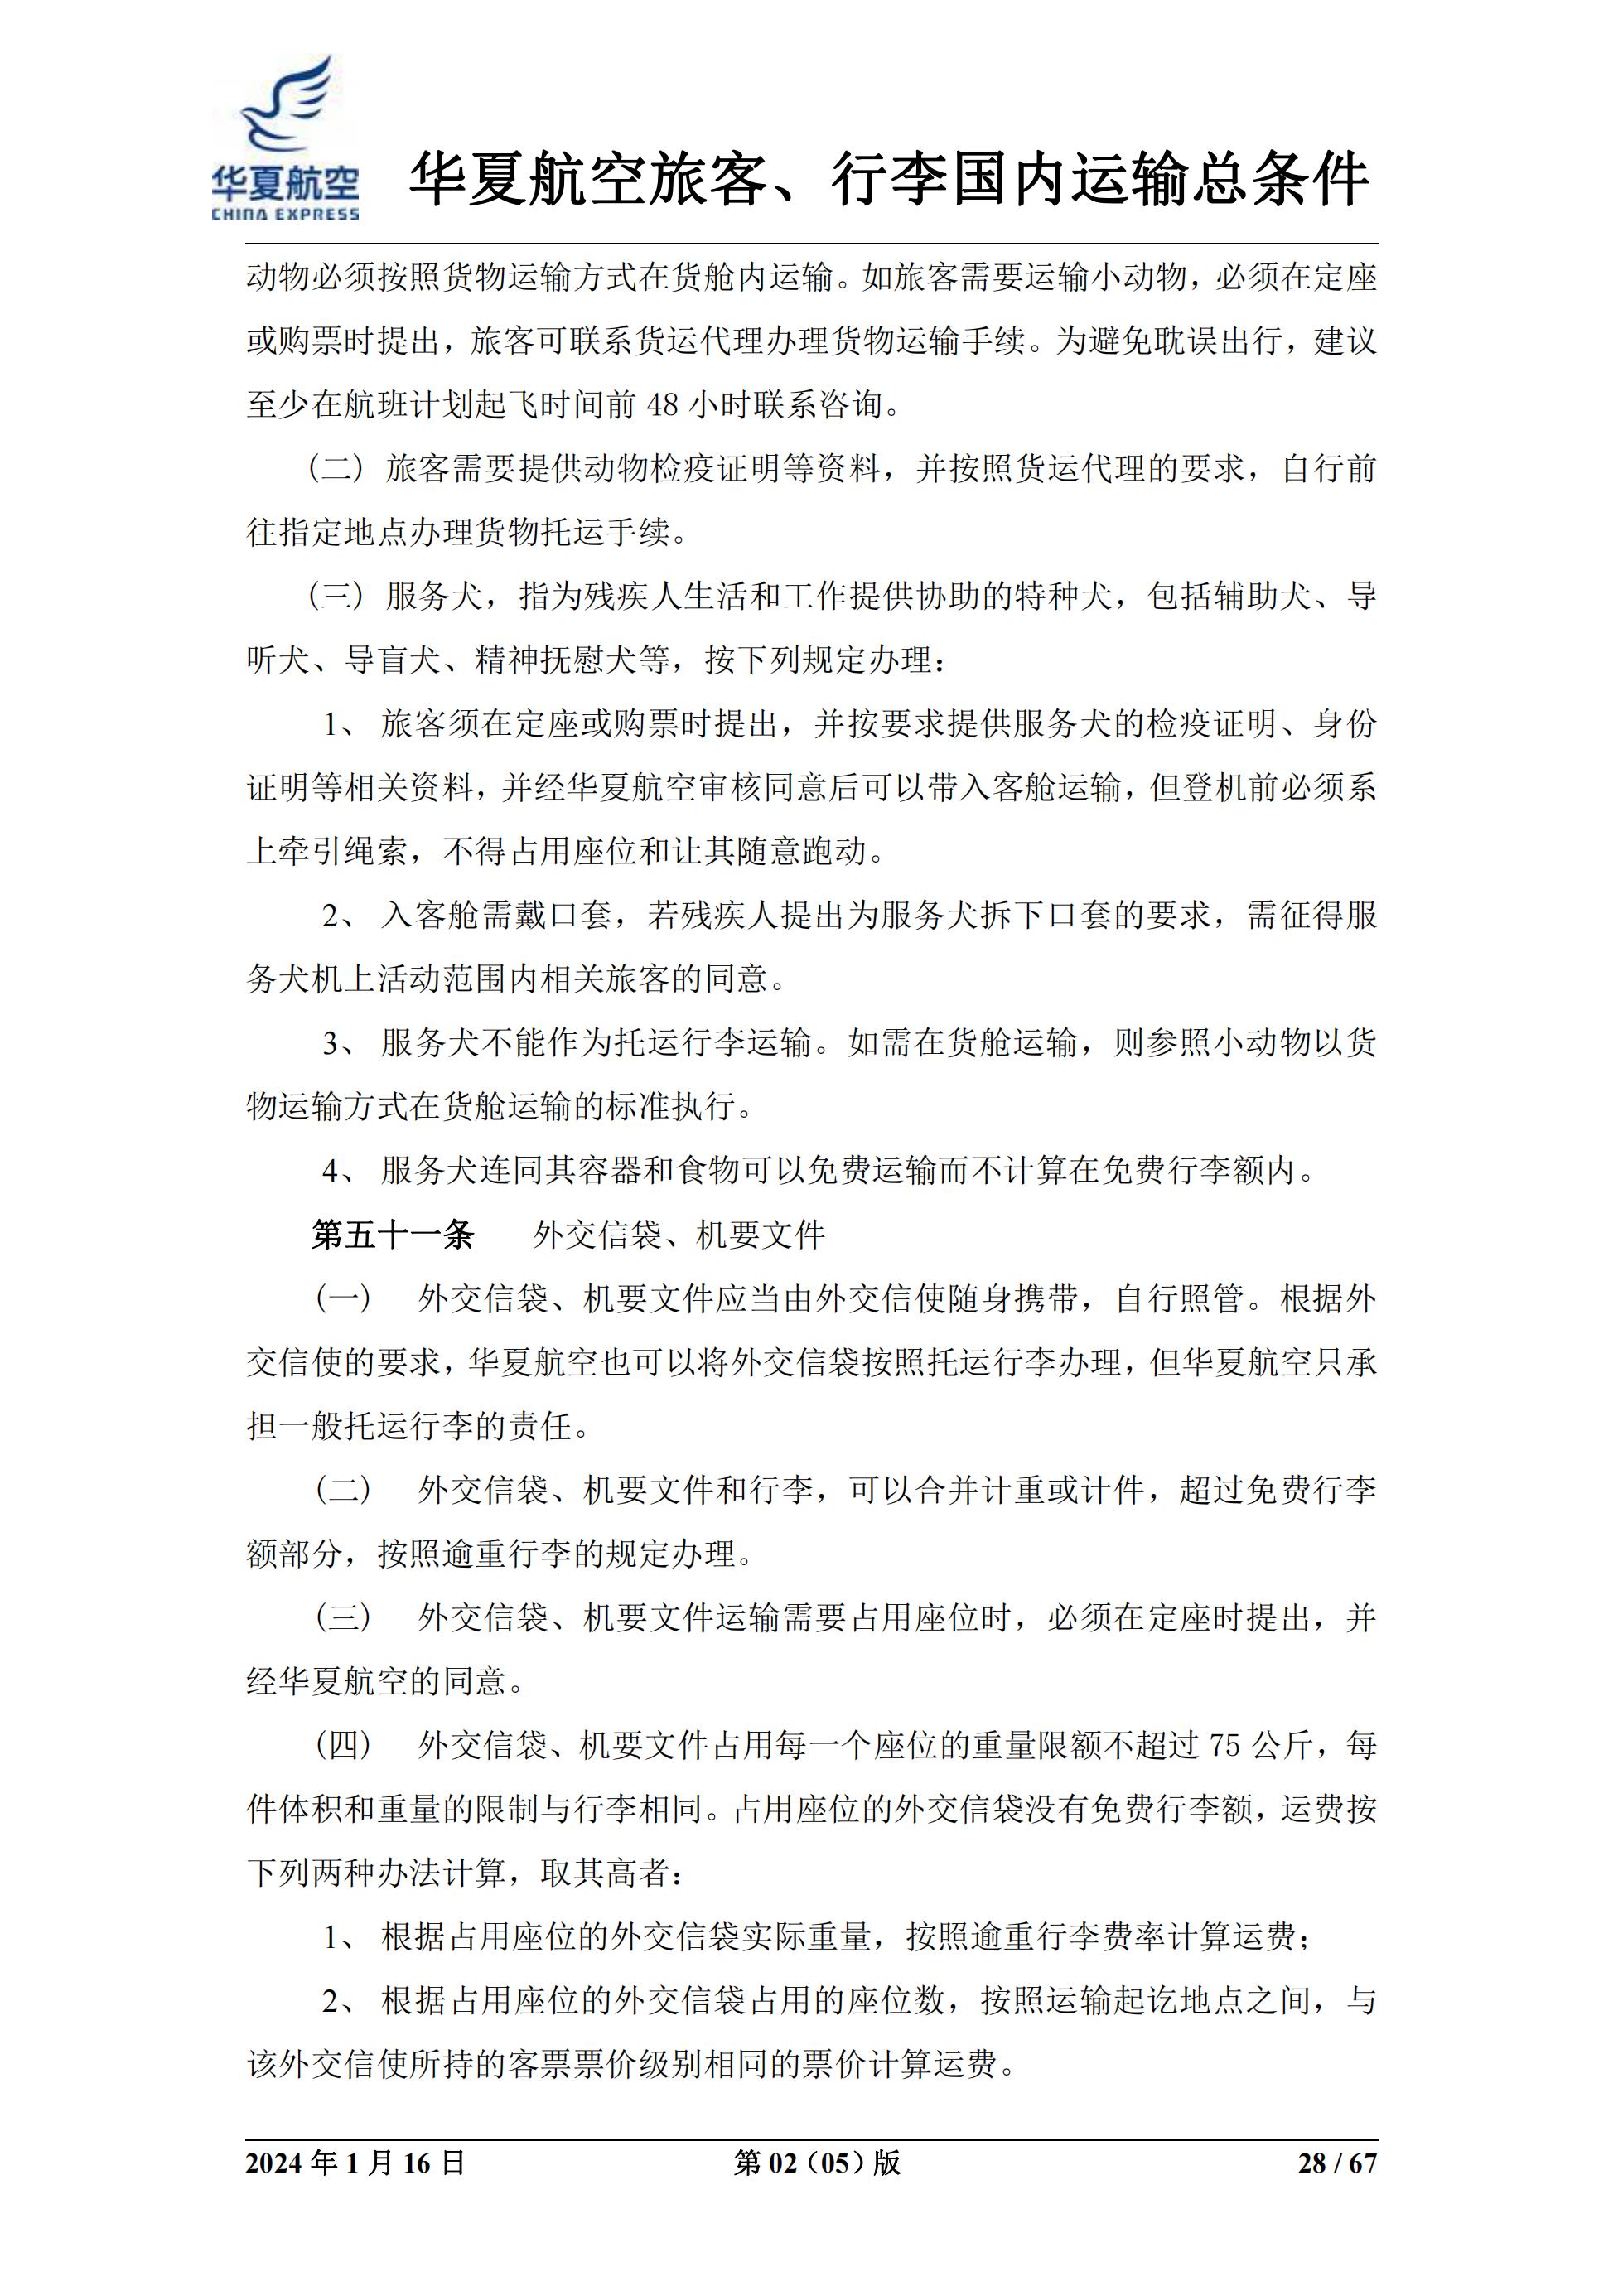 华夏航空
CHINA EXPRESS
华夏航空旅客、行李国内运输总条件
动物必须按照货物运输方式在货舱内运输。如旅客需要运输小动物，必须在定座
或购票时提出，旅客可联系货运代理办理货物运输手续。为避免耽误出行，建议
至少在航班计划起飞时间前 48 小时联系咨询。
（二）旅客需要提供动物检疫证明等资料，并按照货运代理的要求，自行前
往指定地点办理货物托运手续。
（三）服务犬，指为残疾人生活和工作提供协助的特种犬，包括辅助犬、导
听犬、导盲犬、精神抚慰犬等，按下列规定办理：
1、 旅客须在定座或购票时提出，并按要求提供服务犬的检疫证明、身份
证明等相关资料，并经华夏航空审核同意后可以带入客舱运输，但登机前必须系
上牵引绳索，不得占用座位和让其随意跑动。
2、 入客舱需戴口套，若残疾人提出为服务犬拆下口套的要求，需征得服
务犬机上活动范围内相关旅客的同意。
3、 服务犬不能作为托运行李运输。如需在货舱运输，则参照小动物以货
物运输方式在货舱运输的标准执行。
4、 服务犬连同其容器和食物可以免费运输而不计算在免费行李额内。
第五十一条 外交信袋、机要文件
（一） 外交信袋、机要文件应当由外交信使随身携带，自行照管。根据外
交信使的要求，华夏航空也可以将外交信袋按照托运行李办理，但华夏航空只承
担一般托运行李的责任。
（二） 外交信袋、机要文件和行李，可以合并计重或计件，超过免费行李
额部分，按照逾重行李的规定办理。
（三） 外交信袋、机要文件运输需要占用座位时，必须在定座时提出，并
经华夏航空的同意。
（四） 外交信袋、机要文件占用每一个座位的重量限额不超过 75 公斤，每
件体积和重量的限制与行李相同。占用座位的外交信袋没有免费行李额，运费按
下列两种办法计算，取其高者：
1、 根据占用座位的外交信袋实际重量，按照逾重行李费率计算运费；
2、 根据占用座位的外交信袋占用的座位数，按照运输起讫地点之间，与
该外交信使所持的客票票价级别相同的票价计算运费。
2024 年 1 月 16 日 第 02（05）版 28 / 67